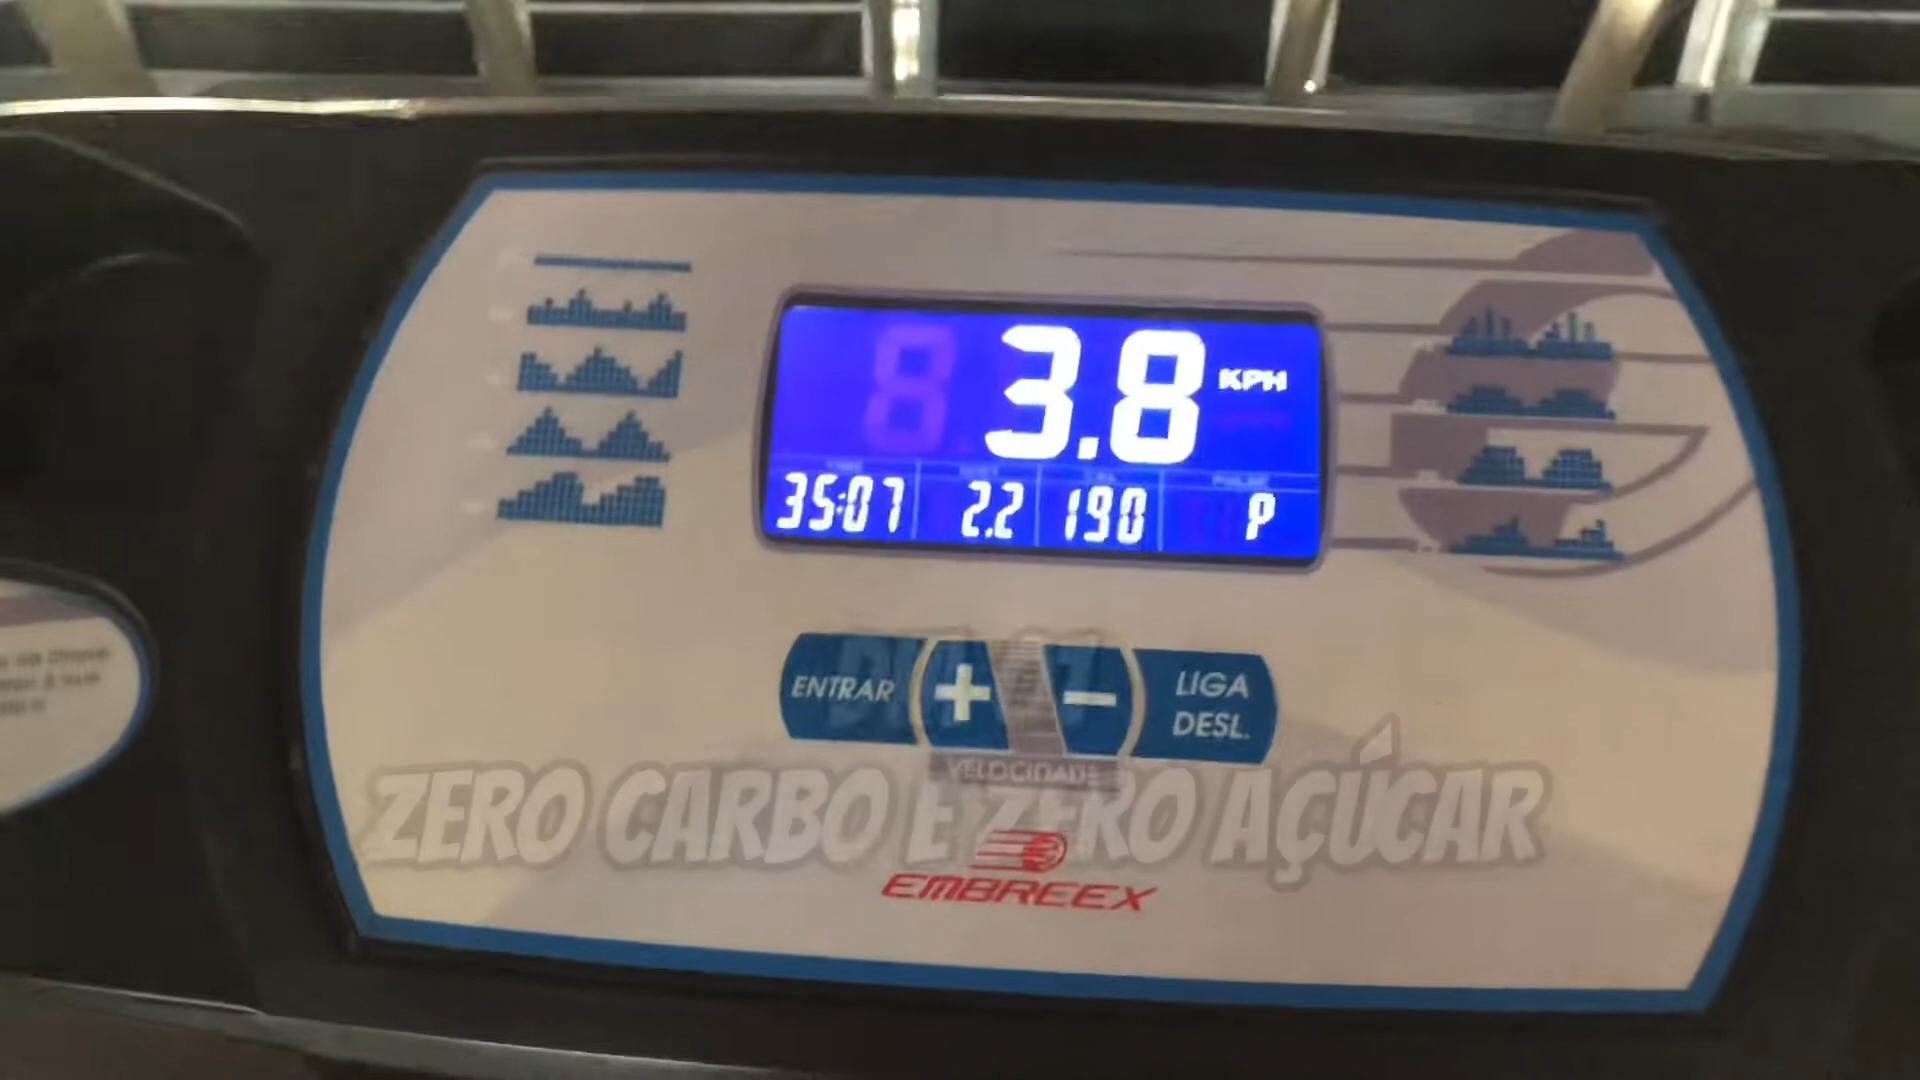 3.8 KPH
35:07 2.2 190 P
ENTRAR + − LIGA DESL.
VELOCIDADE
ZERO CARBO E ZERO AÇÚCAR
EMBREEX